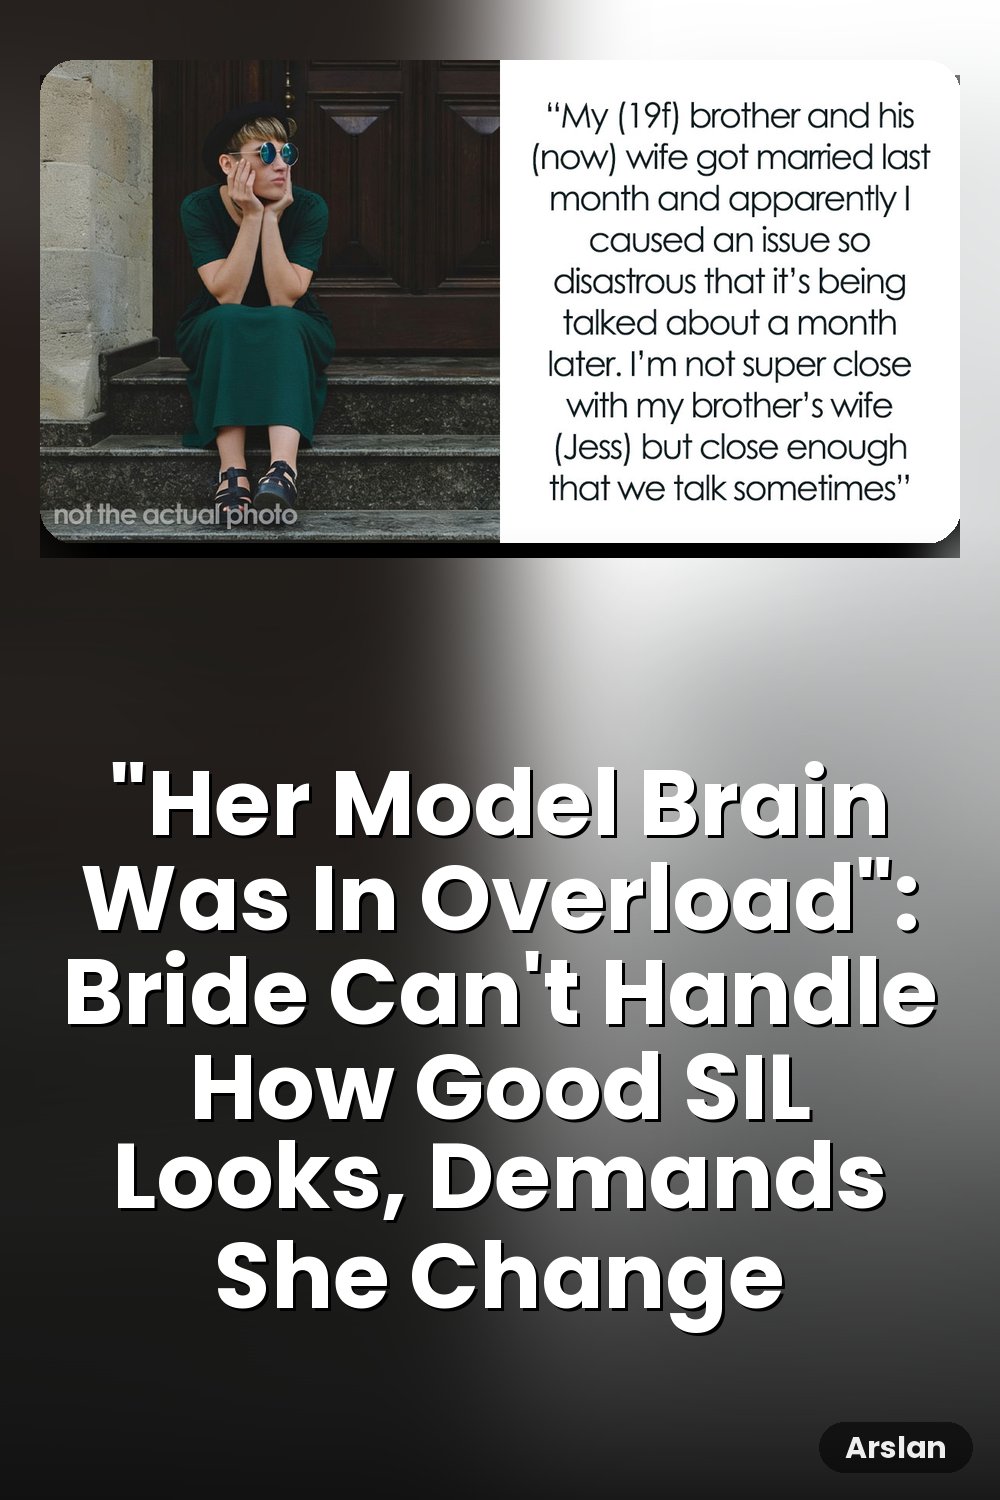 “My (19f) brother and his
(now) wife got married last
month and apparently I
caused an issue so
disastrous that it’s being
talked about a month
later. I’m not super close
with my brother’s wife
(Jess) but close enough
that we talk sometimes”
not the actual photo
"Her Model Brain
Was In Overload":
Bride Can't Handle
How Good SIL
Looks, Demands
She Change
Arslan